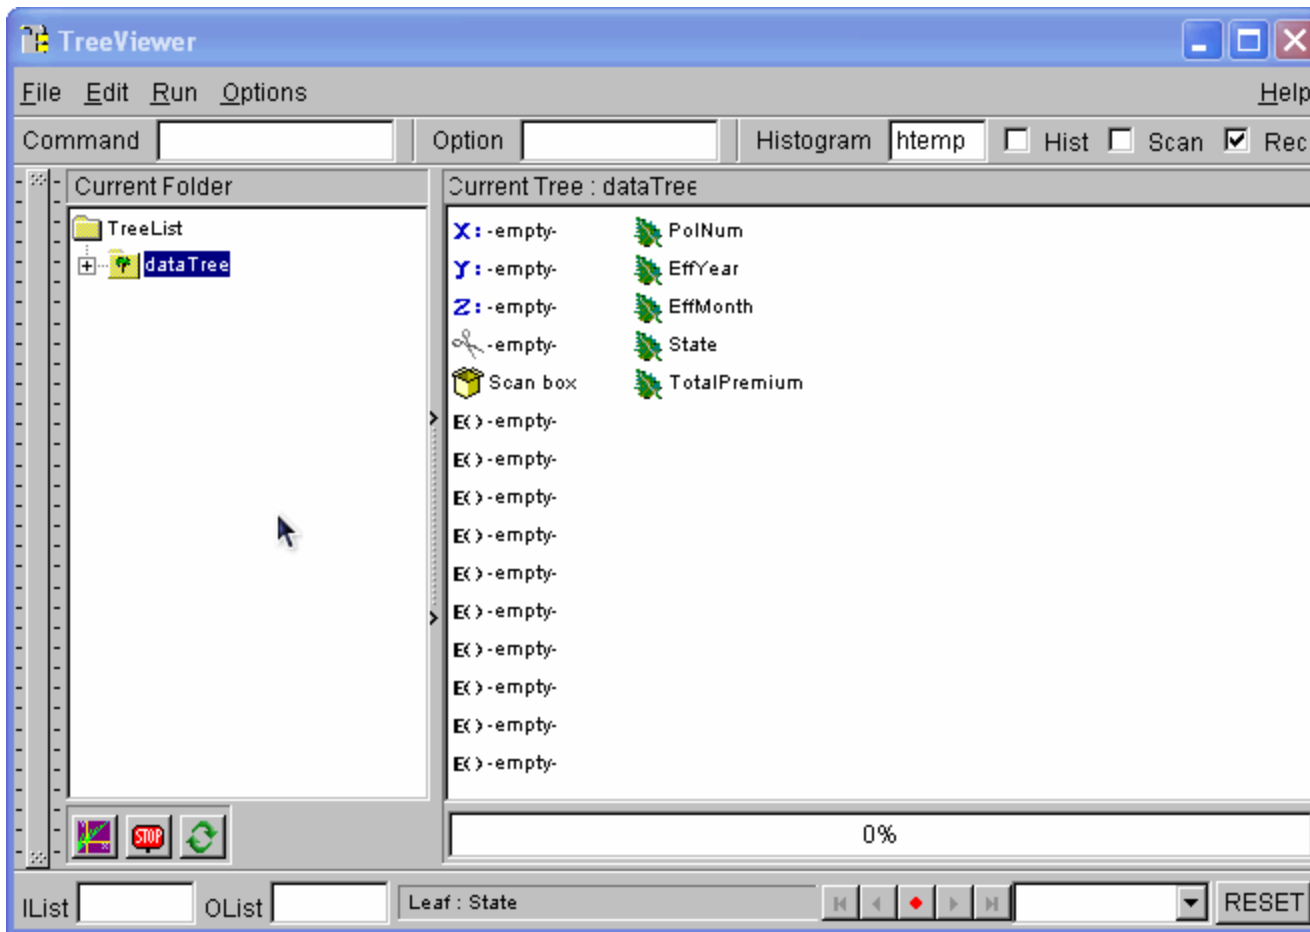 TreeViewer
File Edit Run Options Help
Command Option Histogram htemp Hist Scan Rec
Current Folder
Current Tree : dataTree
TreeList
dataTree
X: -empty- PolNum
Y: -empty- EffYear
Z: -empty- EffMonth
-empty- State
Scan box TotalPremium
E() -empty-
E() -empty-
E() -empty-
E() -empty-
E() -empty-
E() -empty-
E() -empty-
E() -empty-
E() -empty-
E() -empty-
STOP
0%
IList OList Leaf : State RESET